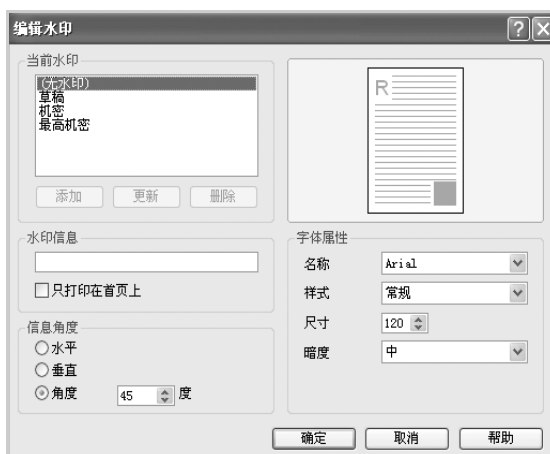 编辑水印
当前水印
(无水印)
草稿
机密
最高机密
添加 更新 删除
水印信息
只打印在首页上
信息角度
水平
垂直
角度 45 度
R
字体属性
名称 Arial
样式 常规
尺寸 120
暗度 中
确定 取消 帮助